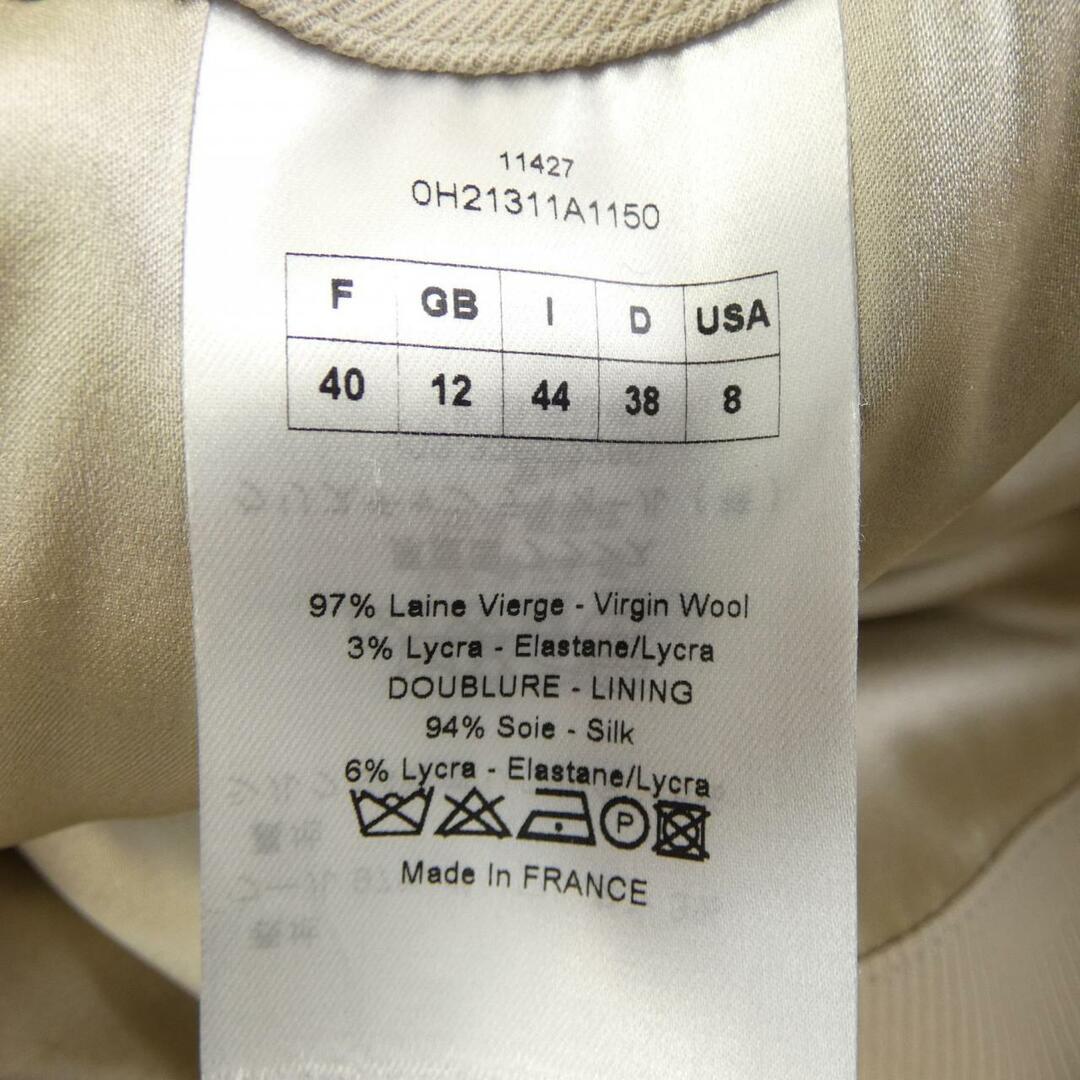 11427
0H21311A1150
F GB I D USA
40 12 44 38 8
97% Laine Vierge - Virgin Wool
3% Lycra - Elastane/Lycra
DOUBLURE - LINING
94% Soie - Silk
6% Lycra - Elastane/Lycra
P
Made In FRANCE